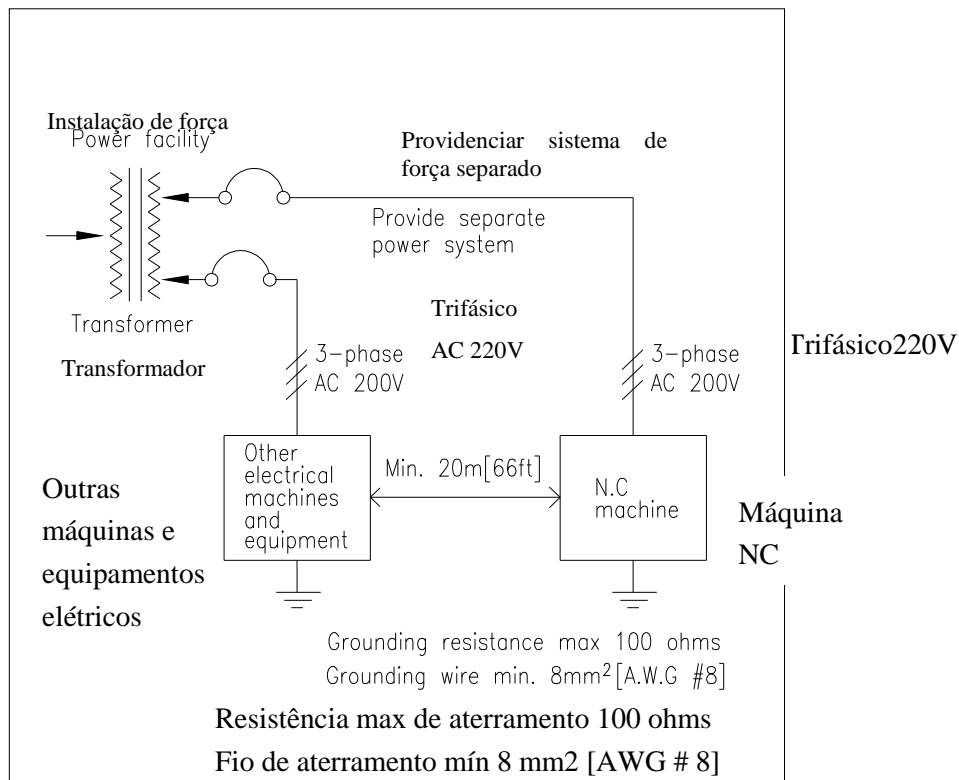 Instalação de força
Power facility
Providenciar sistema de
força separado
Provide separate
power system
Transformer
Transformador
Trifásico
AC 220V
3-phase
AC 200V
3-phase
AC 200V
Trifásico220V
Other
electrical
machines
and
equipment
Min. 20m[66ft]
N.C
machine
Outras
máquinas e
equipamentos
elétricos
Máquina
NC
Grounding resistance max 100 ohms
Grounding wire min. 8mm²[A.W.G #8]
Resistência max de aterramento 100 ohms
Fio de aterramento mín 8 mm2 [AWG # 8]